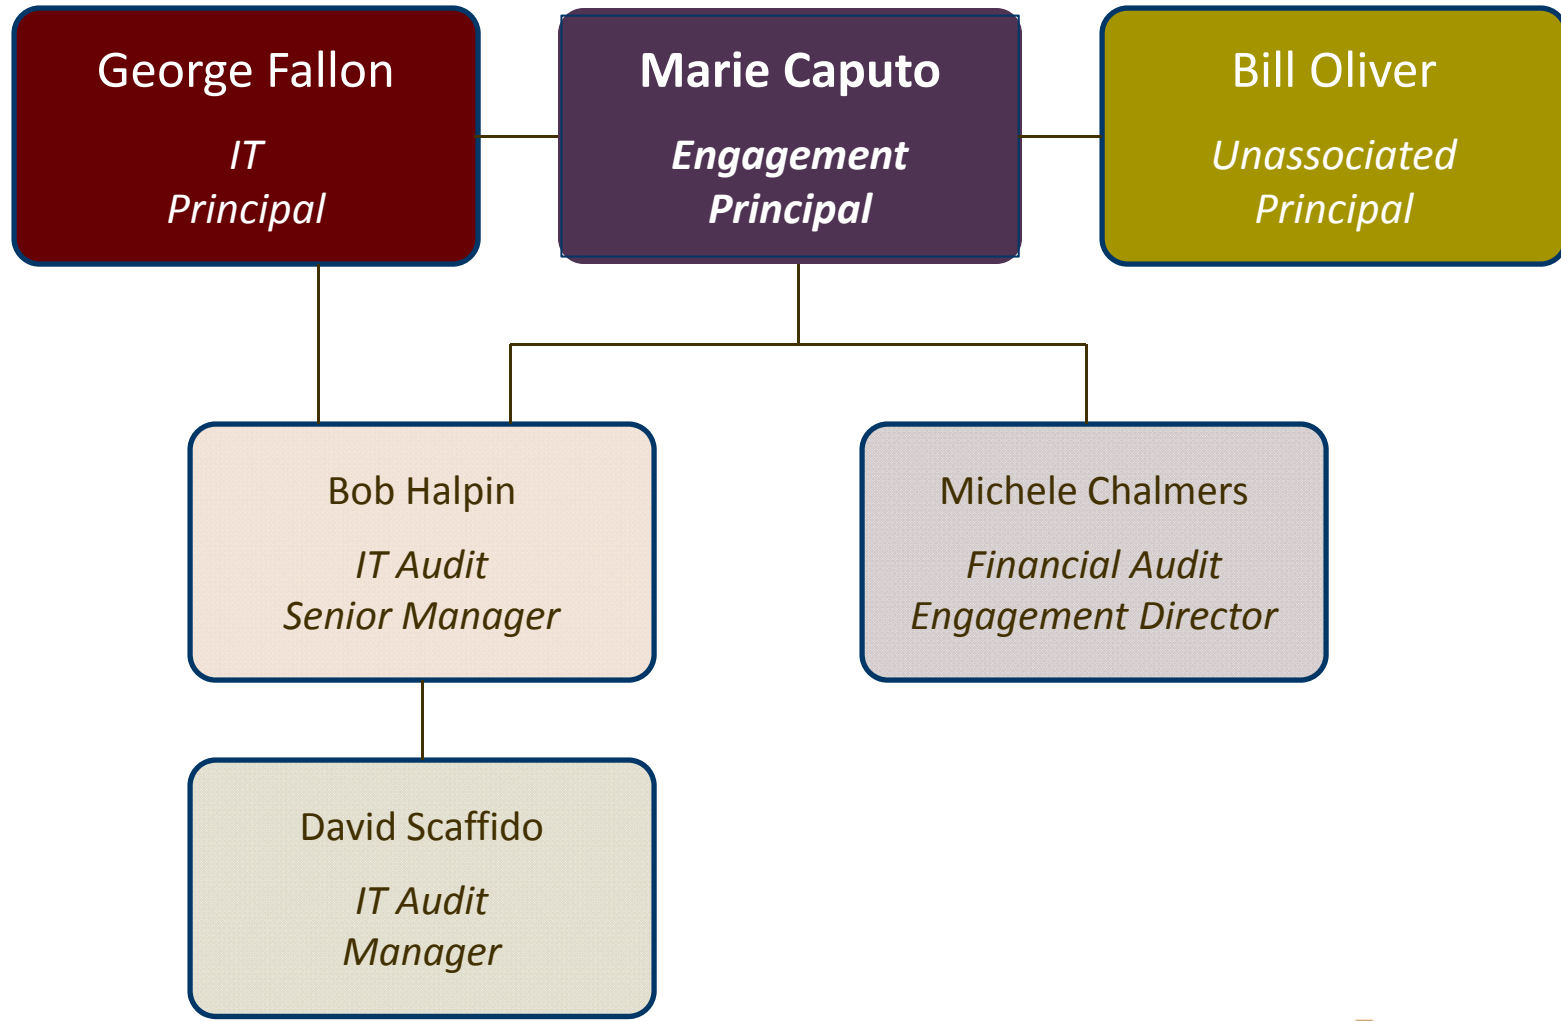 George Fallon
IT
Principal
Marie Caputo
Engagement
Principal
Bill Oliver
Unassociated
Principal
Bob Halpin
IT Audit
Senior Manager
Michele Chalmers
Financial Audit
Engagement Director
David Scaffido
IT Audit
Manager